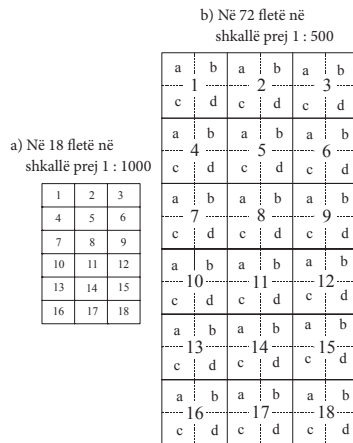 b) Në 72 fletë në
shkallë prej 1 : 500
a b a b a b
1 2 3
c d c d c d
a b a b a b
4 5 6
c d c d c d
a b a b a b
7 8 9
c d c d c d
a b a b a b
10 11 12
c d c d c d
a b a b a b
13 14 15
c d c d c d
a b a b a b
16 17 18
c d c d c d
a) Në 18 fletë në
shkallë prej 1 : 1000
1 2 3
4 5 6
7 8 9
10 11 12
13 14 15
16 17 18